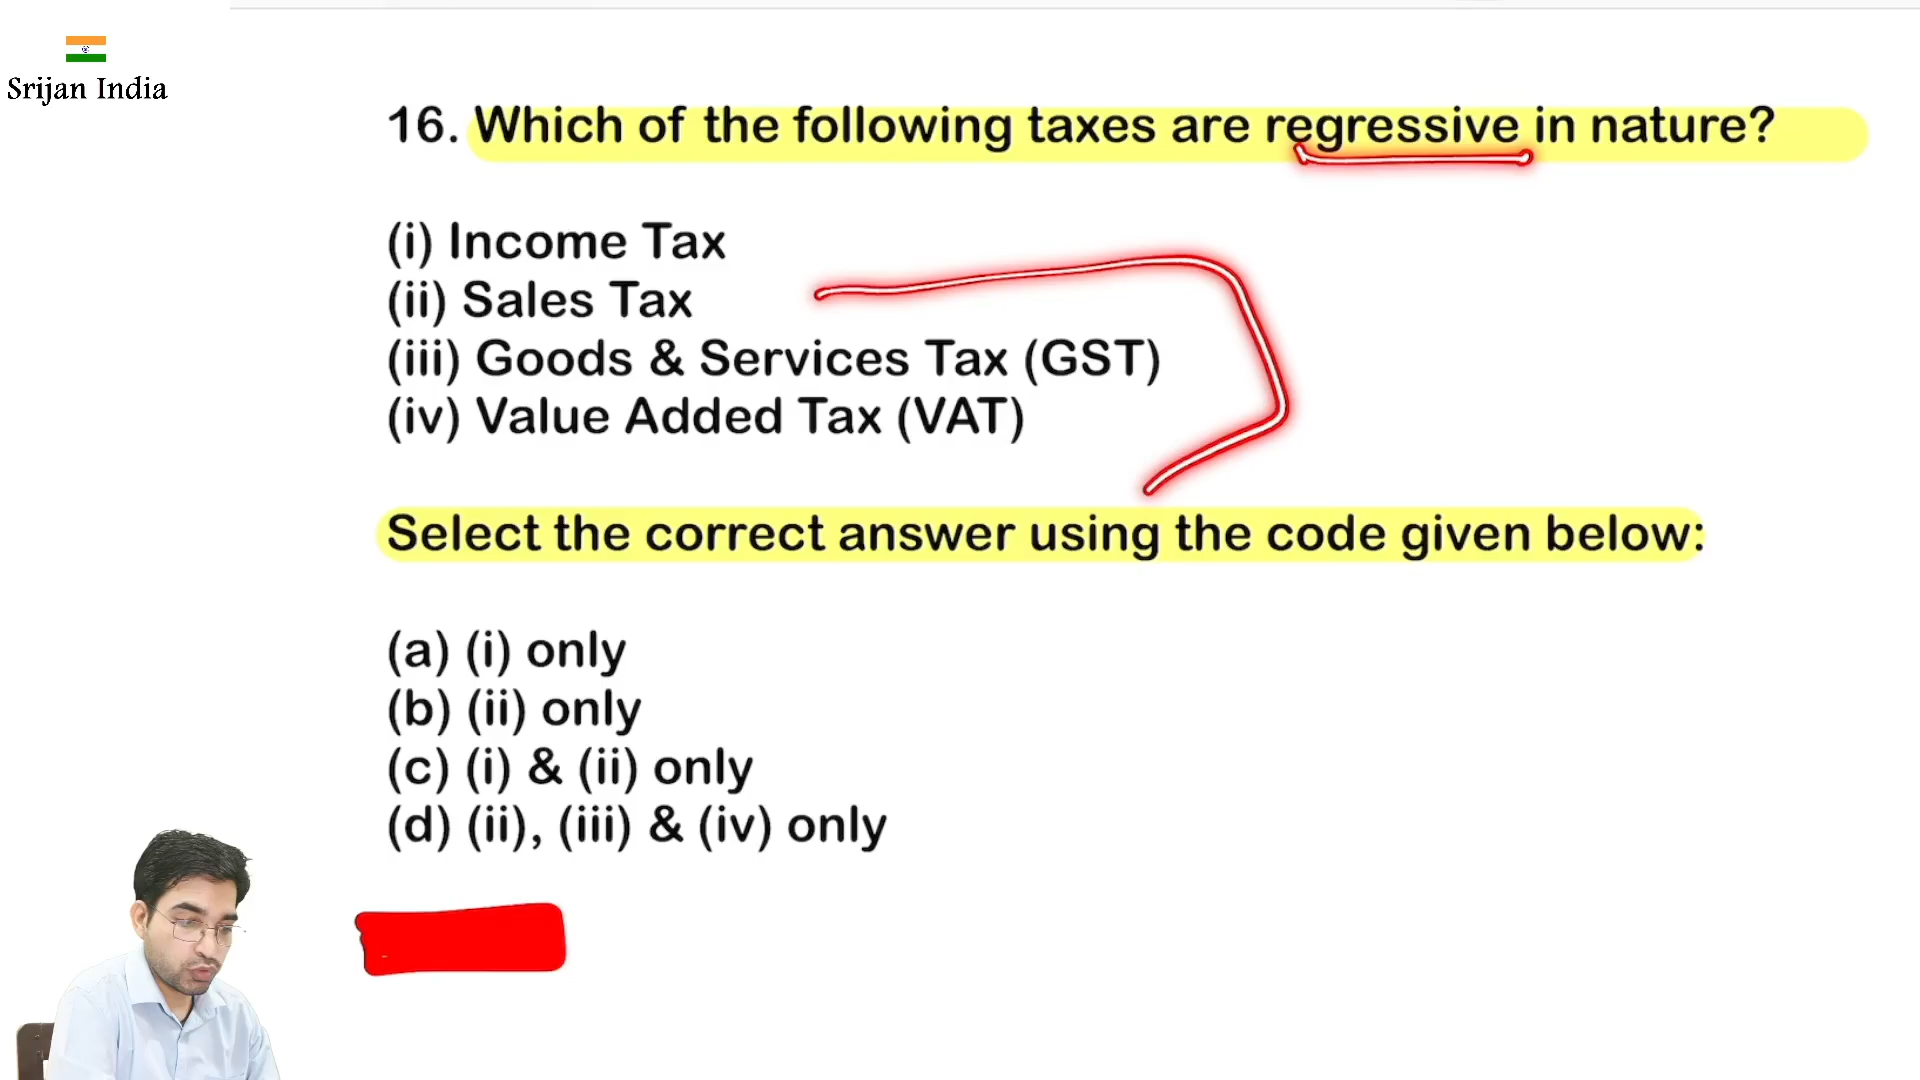 Srijan India
16. Which of the following taxes are regressive in nature?
(i) Income Tax
(ii) Sales Tax
(iii) Goods & Services Tax (GST)
(iv) Value Added Tax (VAT)
Select the correct answer using the code given below:
(a) (i) only
(b) (ii) only
(c) (i) & (ii) only
(d) (ii), (iii) & (iv) only